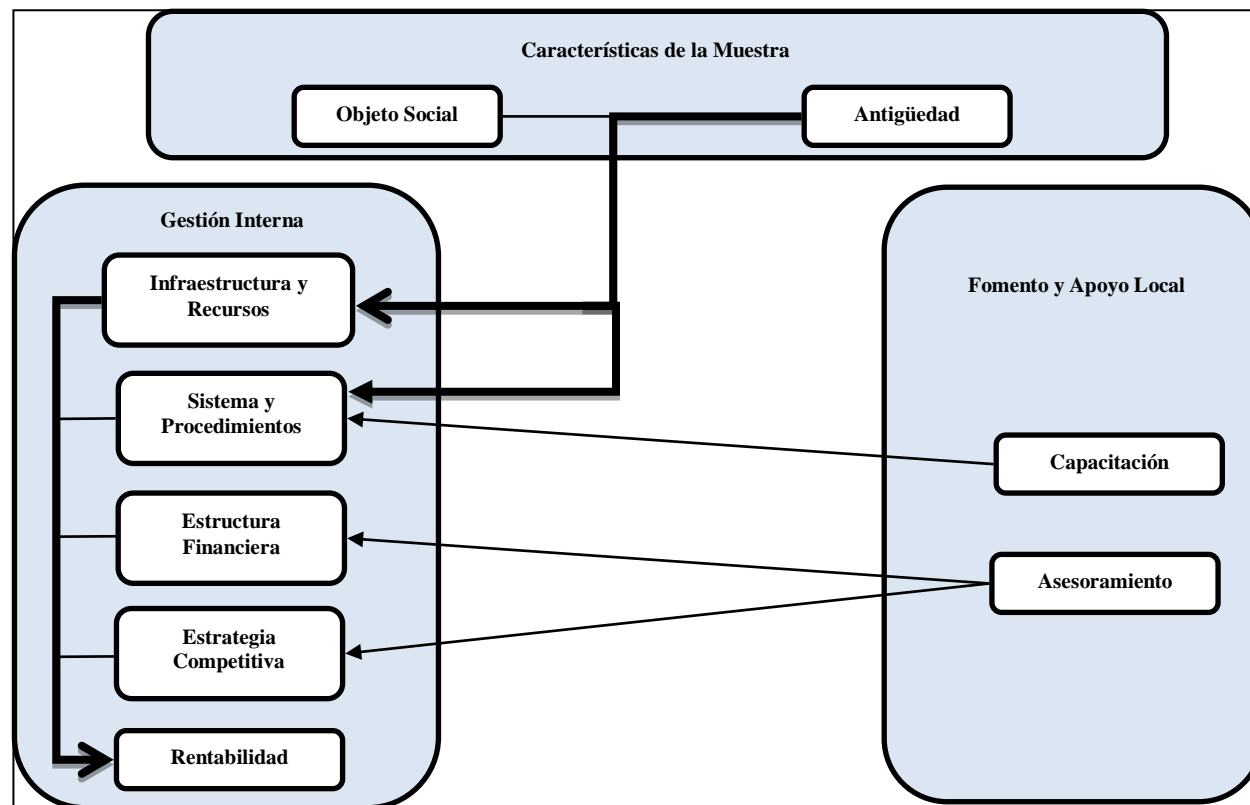 Características de la Muestra
Objeto Social
Antigüedad
Gestión Interna
Infraestructura y
Recursos
Sistema y
Procedimientos
Estructura
Financiera
Estrategia
Competitiva
Rentabilidad
Fomento y Apoyo Local
Capacitación
Asesoramiento